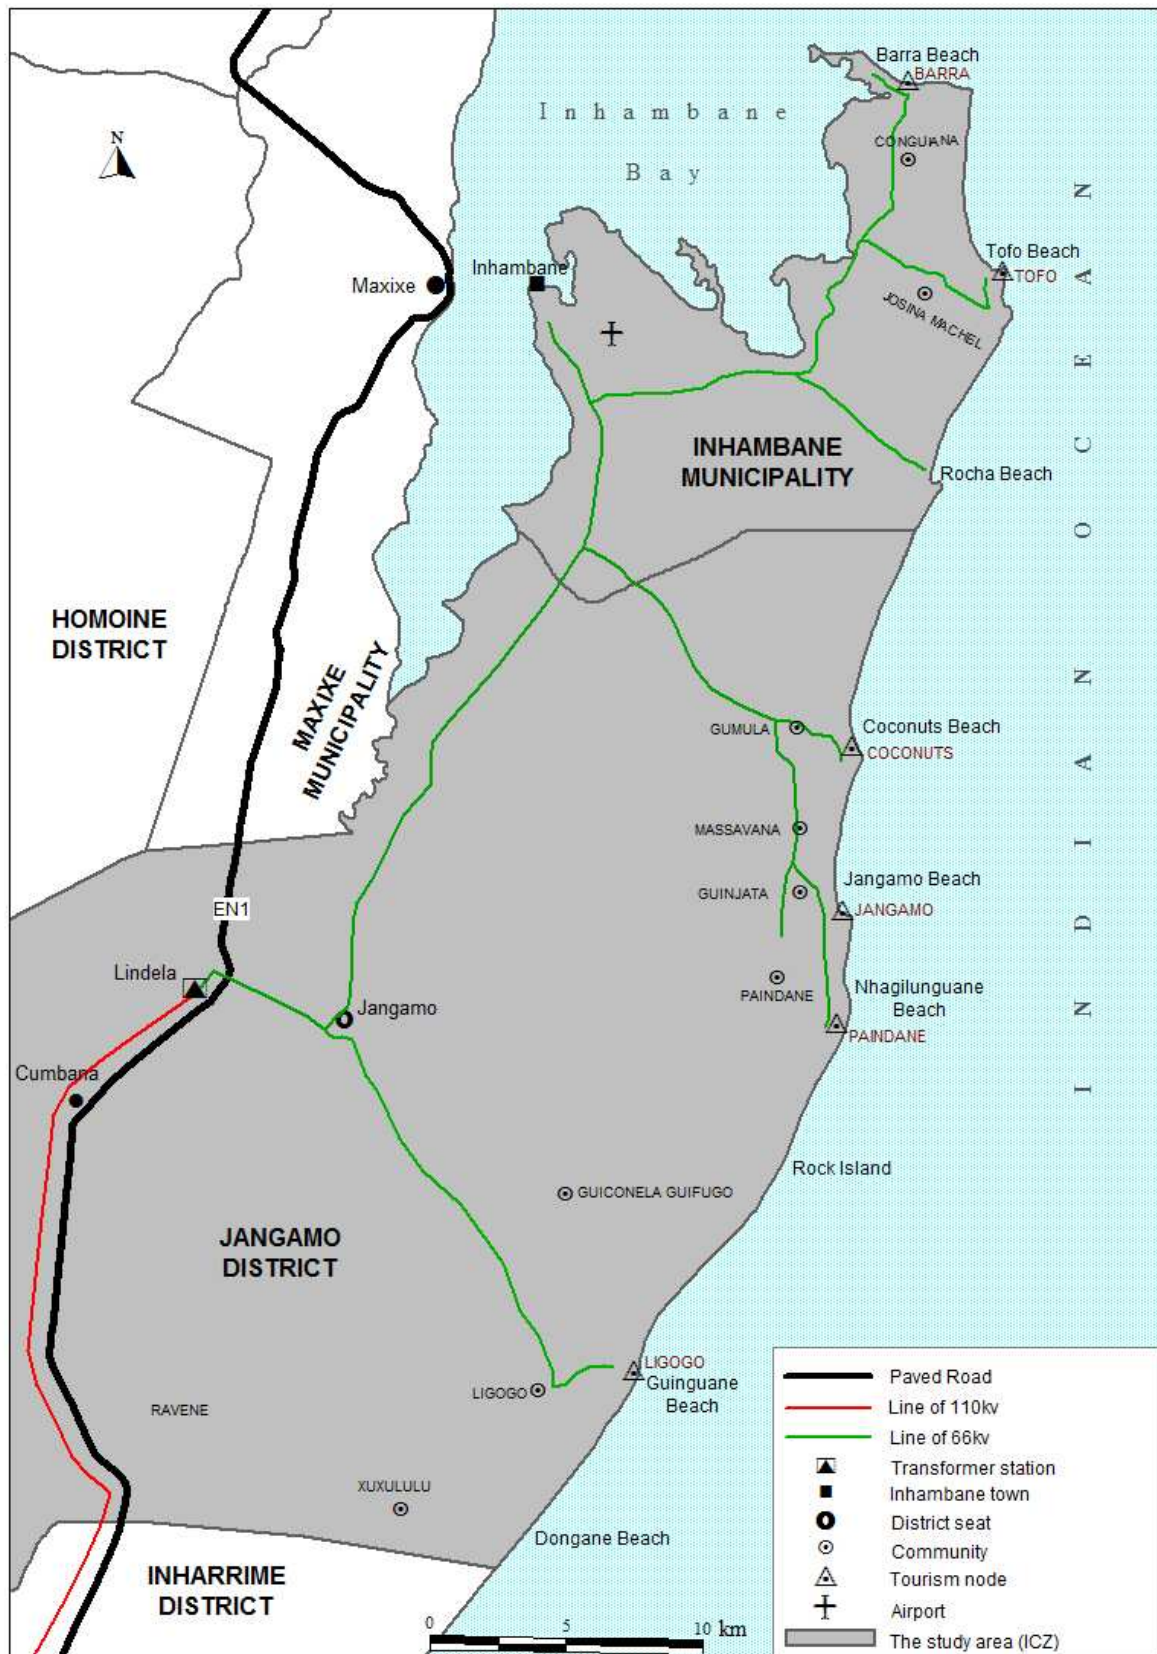 Barra Beach
BARRA
Inhambane
Bay
N
CONGUIANA
INDIAN OCEAN
Tofo Beach
TOFO
Inhambane
Maxixe
JOSINA MACHEL
INHAMBANE
MUNICIPALITY
Rocha Beach
HOMOINE
DISTRICT
MAXIXE
MUNICIPALITY
GUMULA
Coconuts Beach
COCONUTS
MASSAVANA
Jangamo Beach
GUINJATA
JANGAMO
EN1
Lindela
PAINDANE
Nhagilunguane
Beach
Jangamo
PAINDANE
Cumbana
Rock Island
GUICONELA GUIFUGO
JANGAMO
DISTRICT
LIGOGO
Guinguane
Beach
LIGOGO
RAVENE
XUXULULU
Dongane Beach
INHARRIME
DISTRICT
0 5 10 km
Paved Road
Line of 110kv
Line of 66kv
Transformer station
Inhambane town
District seat
Community
Tourism node
Airport
The study area (ICZ)